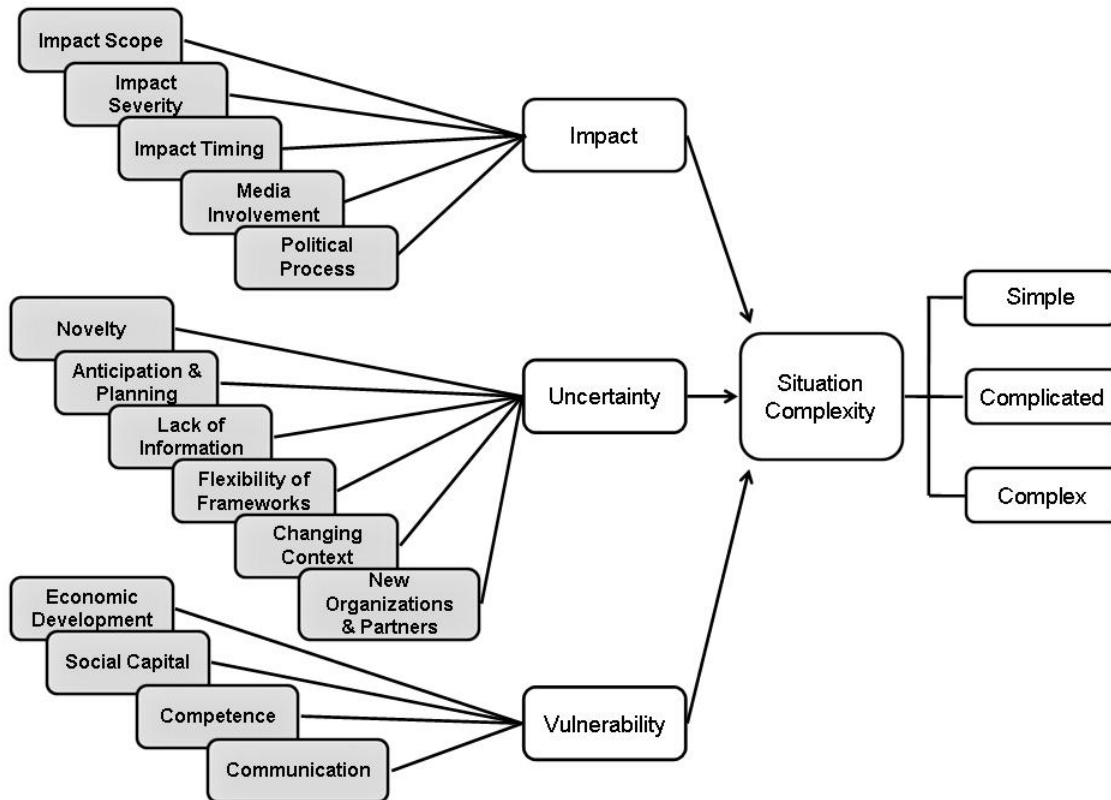 Impact Scope
Impact
Severity
Impact Timing
Media
Involvement
Political
Process
Impact
Novelty
Anticipation &
Planning
Lack of
Information
Flexibility of
Frameworks
Changing
Context
New
Organizations
& Partners
Uncertainty
Economic
Development
Social Capital
Competence
Communication
Vulnerability
Situation
Complexity
Simple
Complicated
Complex